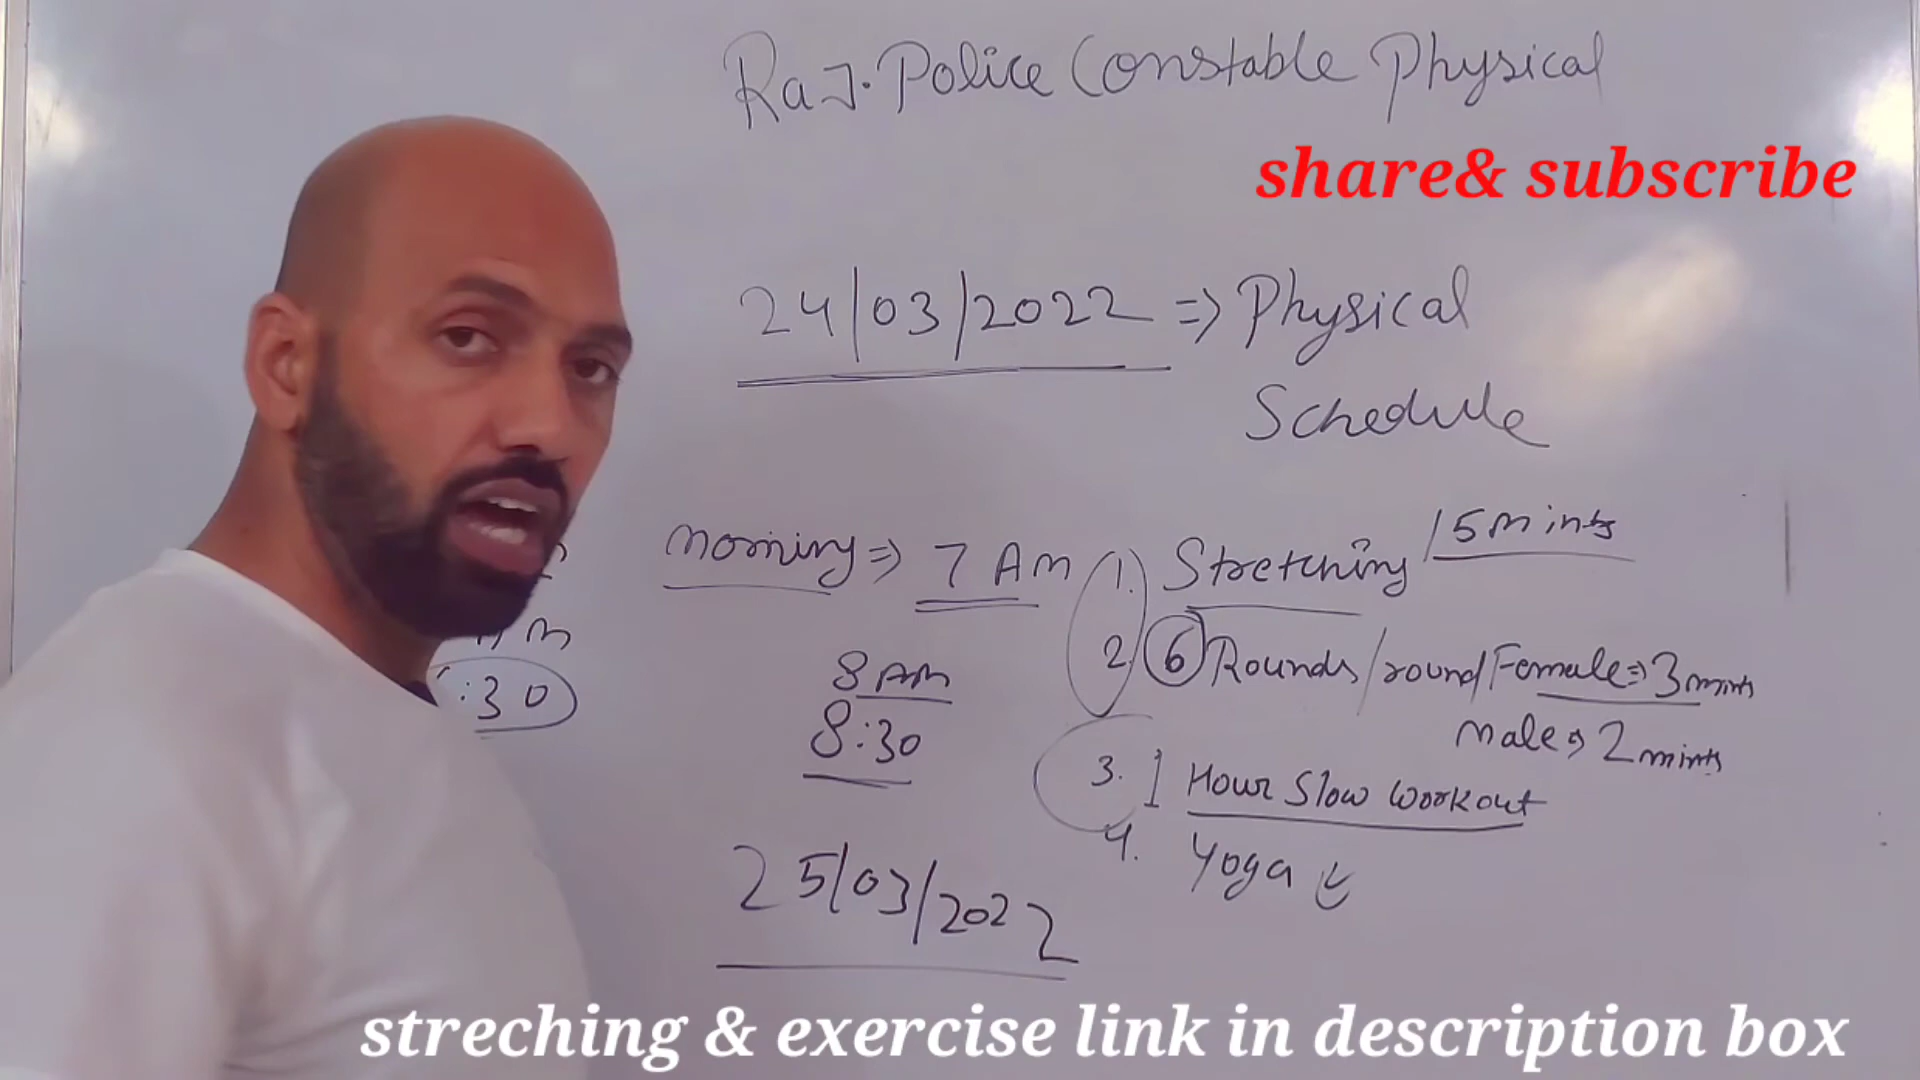 Raj. Police Constable Physical
share& subscribe
24/03/2022 => Physical
Schedule
morning => 7 AM 1. Stretching 15 mints
2. 6 Rounds/round Female => 3 mints
male => 2 mints
8 AM
8:30
:30
3. 1 Hour Slow workout
4. Yoga
25/03/2022
streching & exercise link in description box